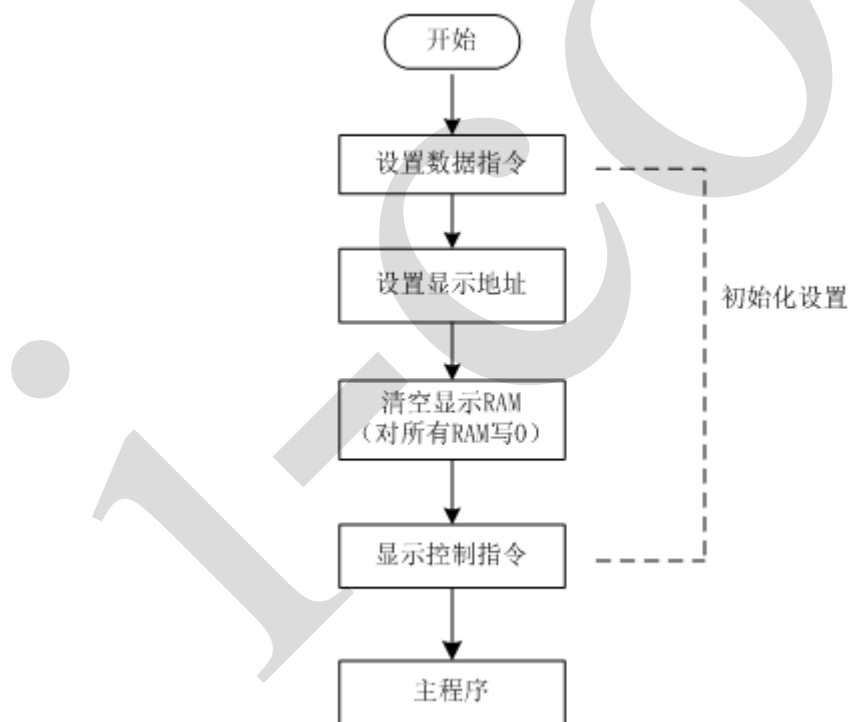 开始
设置数据指令
设置显示地址
初始化设置
清空显示RAM
（对所有RAM写0）
显示控制指令
主程序
i-co